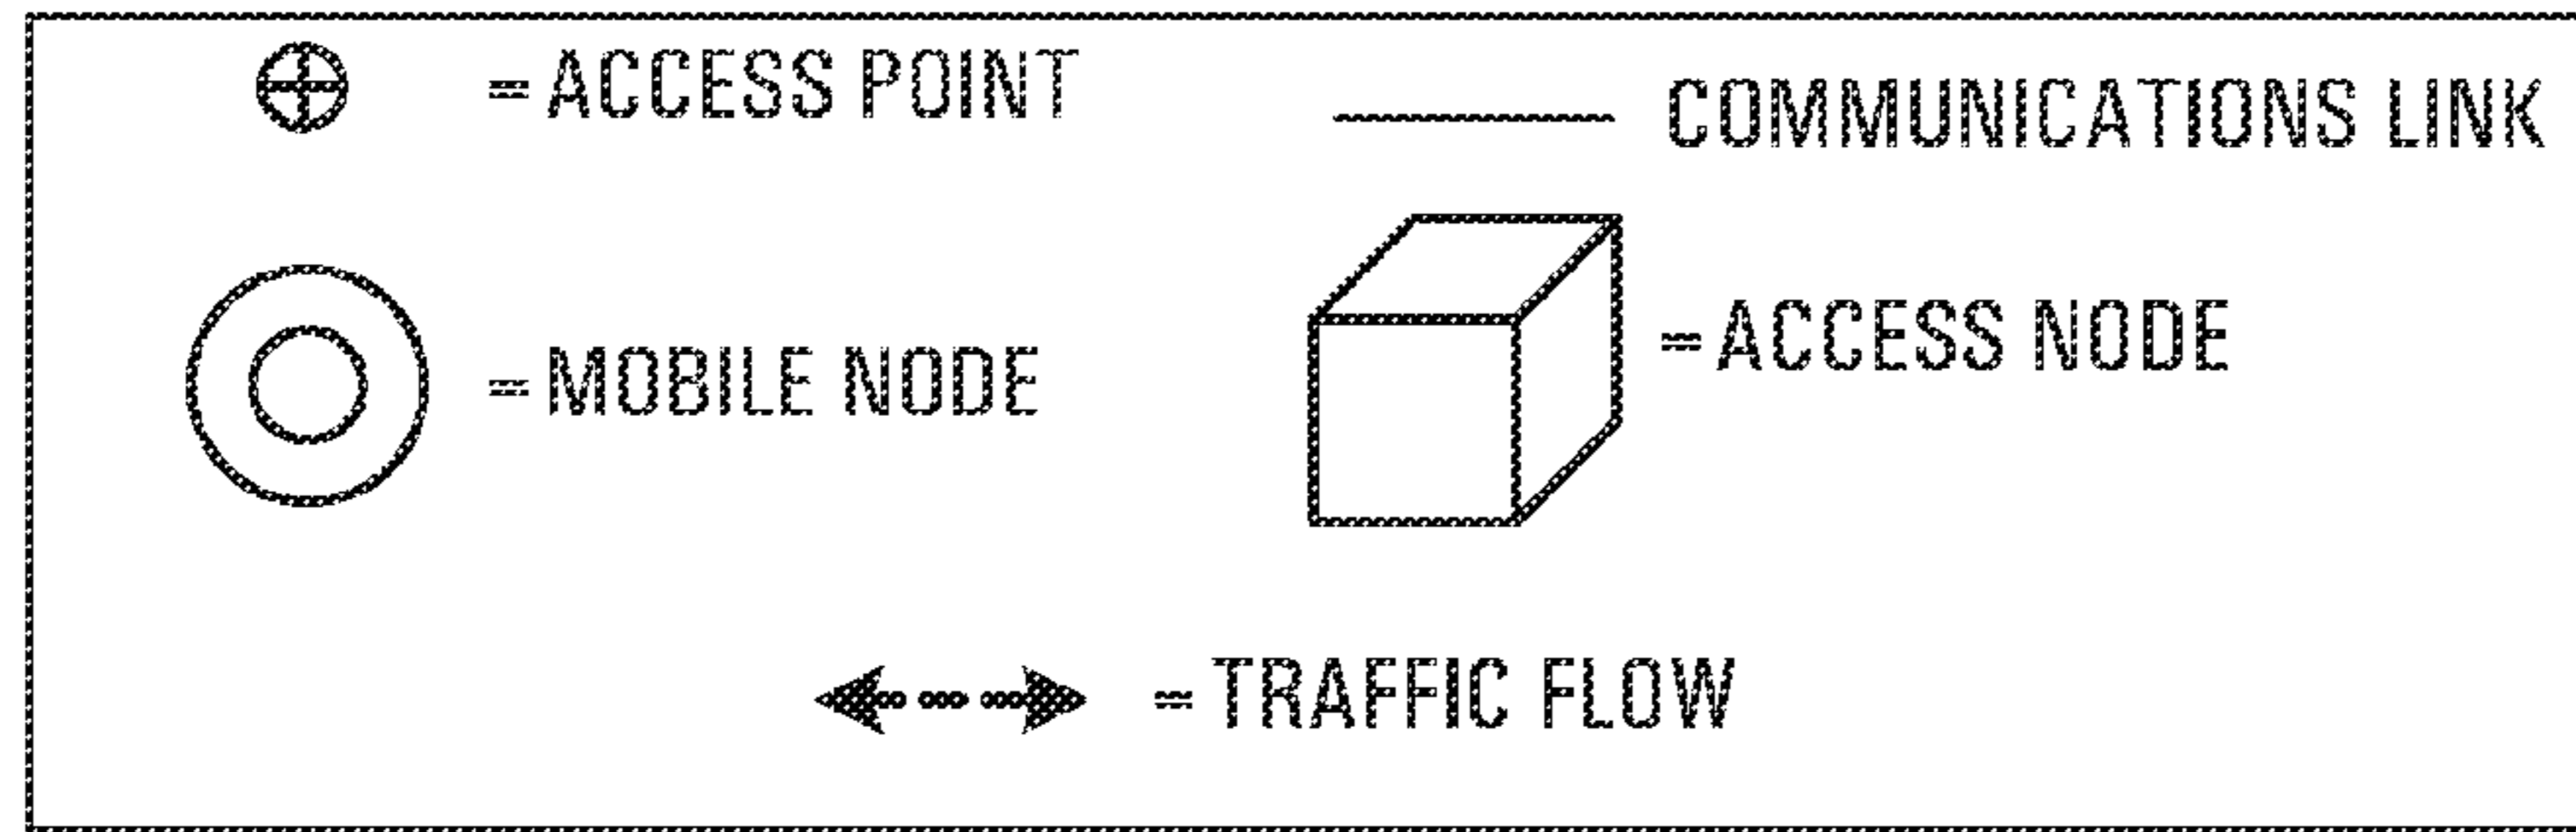 = ACCESS POINT
COMMUNICATIONS LINK
= MOBILE NODE
= ACCESS NODE
= TRAFFIC FLOW